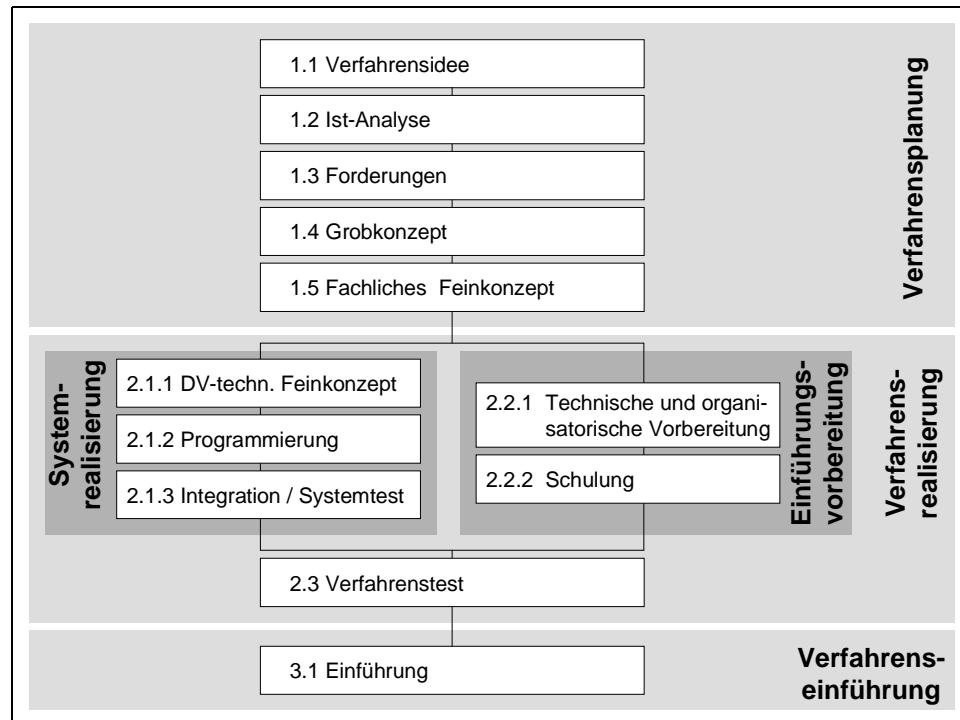 1.1 Verfahrensidee
1.2 Ist-Analyse
1.3 Forderungen
1.4 Grobkonzept
1.5 Fachliches Feinkonzept
Verfahrensplanung
System-
realisierung
2.1.1 DV-techn. Feinkonzept
2.1.2 Programmierung
2.1.3 Integration / Systemtest
2.2.1 Technische und organi-
satorische Vorbereitung
2.2.2 Schulung
Einführungs-
vorbereitung
Verfahrens-
realisierung
2.3 Verfahrenstest
3.1 Einführung
Verfahrens-
einführung